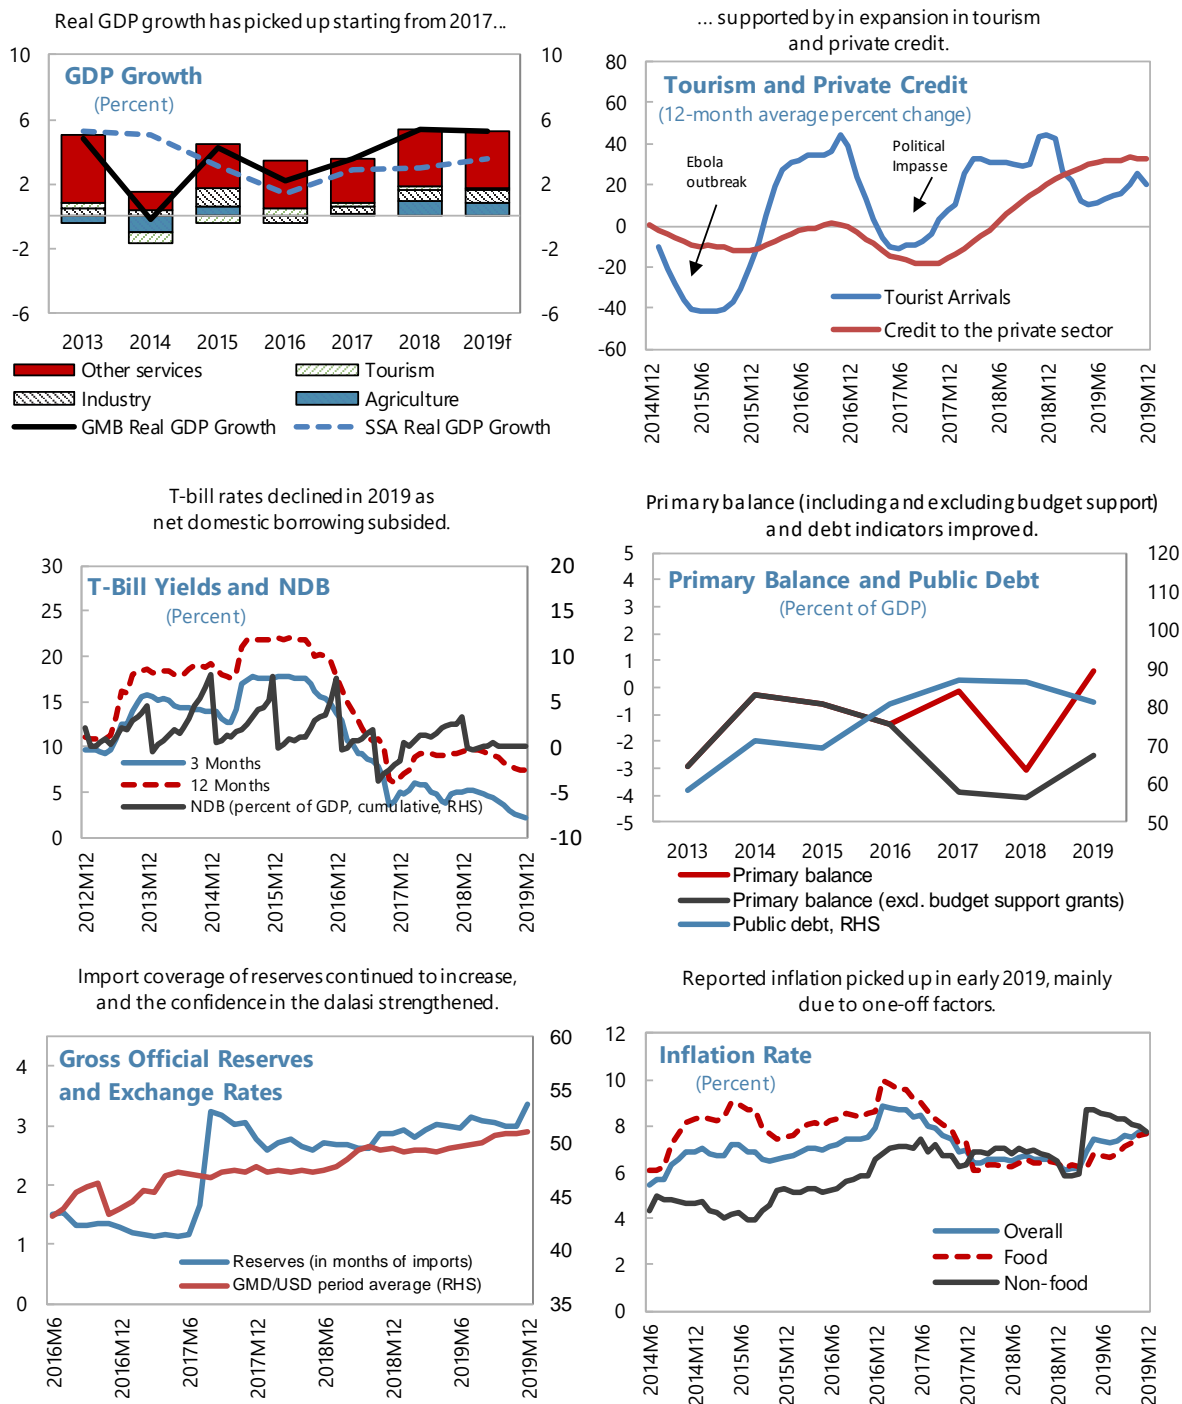 Real GDP growth has picked up starting from 2017...
GDP Growth
(Percent)
10
6
2
-2
-6
10
6
2
-2
-6
2013 2014 2015 2016 2017 2018 2019f
Other services
Tourism
Industry
Agriculture
GMB Real GDP Growth
SSA Real GDP Growth
... supported by in expansion in tourism
and private credit.
Tourism and Private Credit
(12-month average percent change)
80
60
40
20
0
-20
-40
-60
Ebola
outbreak
Political
Impasse
Tourist Arrivals
Credit to the private sector
2014M12
2015M6
2015M12
2016M6
2016M12
2017M6
2017M12
2018M6
2018M12
2019M6
2019M12
T-bill rates declined in 2019 as
net domestic borrowing subsided.
T-Bill Yields and NDB
(Percent)
30
25
20
15
10
5
0
20
15
10
5
0
-5
-10
3 Months
12 Months
NDB (percent of GDP, cumulative, RHS)
2012M12
2013M12
2014M12
2015M12
2016M12
2017M12
2018M12
2019M12
Primary balance (including and excluding budget support)
and debt indicators improved.
Primary Balance and Public Debt
(Percent of GDP)
5
4
3
2
1
0
-1
-2
-3
-4
-5
120
110
100
90
80
70
60
50
2013 2014 2015 2016 2017 2018 2019
Primary balance
Primary balance (excl. budget support grants)
Public debt, RHS
Import coverage of reserves continued to increase,
and the confidence in the dalasi strengthened.
Gross Official Reserves
and Exchange Rates
4
3
2
1
0
60
55
50
45
40
35
Reserves (in months of imports)
GMD/USD period average (RHS)
2016M6
2016M12
2017M6
2017M12
2018M6
2018M12
2019M6
2019M12
Reported inflation picked up in early 2019, mainly
due to one-off factors.
Inflation Rate
(Percent)
12
10
8
6
4
2
0
Overall
Food
Non-food
2014M6
2014M12
2015M6
2015M12
2016M6
2016M12
2017M6
2017M12
2018M6
2018M12
2019M6
2019M12